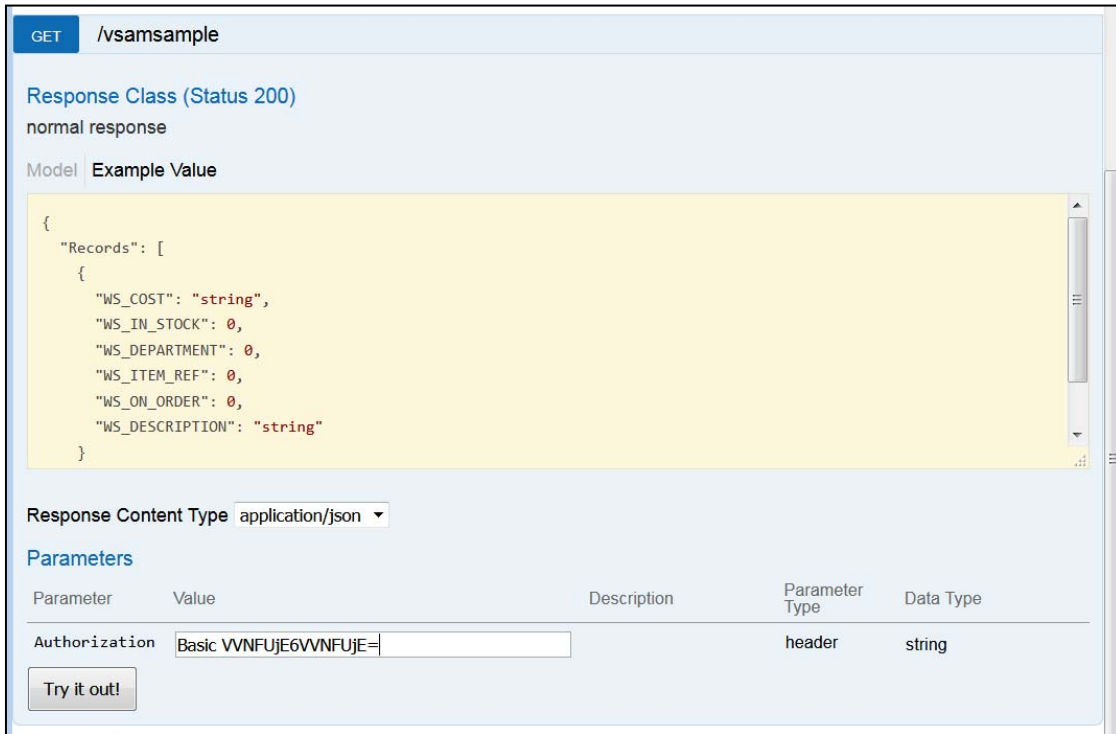 GET /vsamsample
Response Class (Status 200)
normal response
Model Example Value
{
"Records": [
{
"WS_COST": "string",
"WS_IN_STOCK": 0,
"WS_DEPARTMENT": 0,
"WS_ITEM_REF": 0,
"WS_ON_ORDER": 0,
"WS_DESCRIPTION": "string"
}
Response Content Type application/json
Parameters
Parameter Value Description Parameter Type Data Type
Authorization Basic VVNFUjE6VVNFUjE= header string
Try it out!